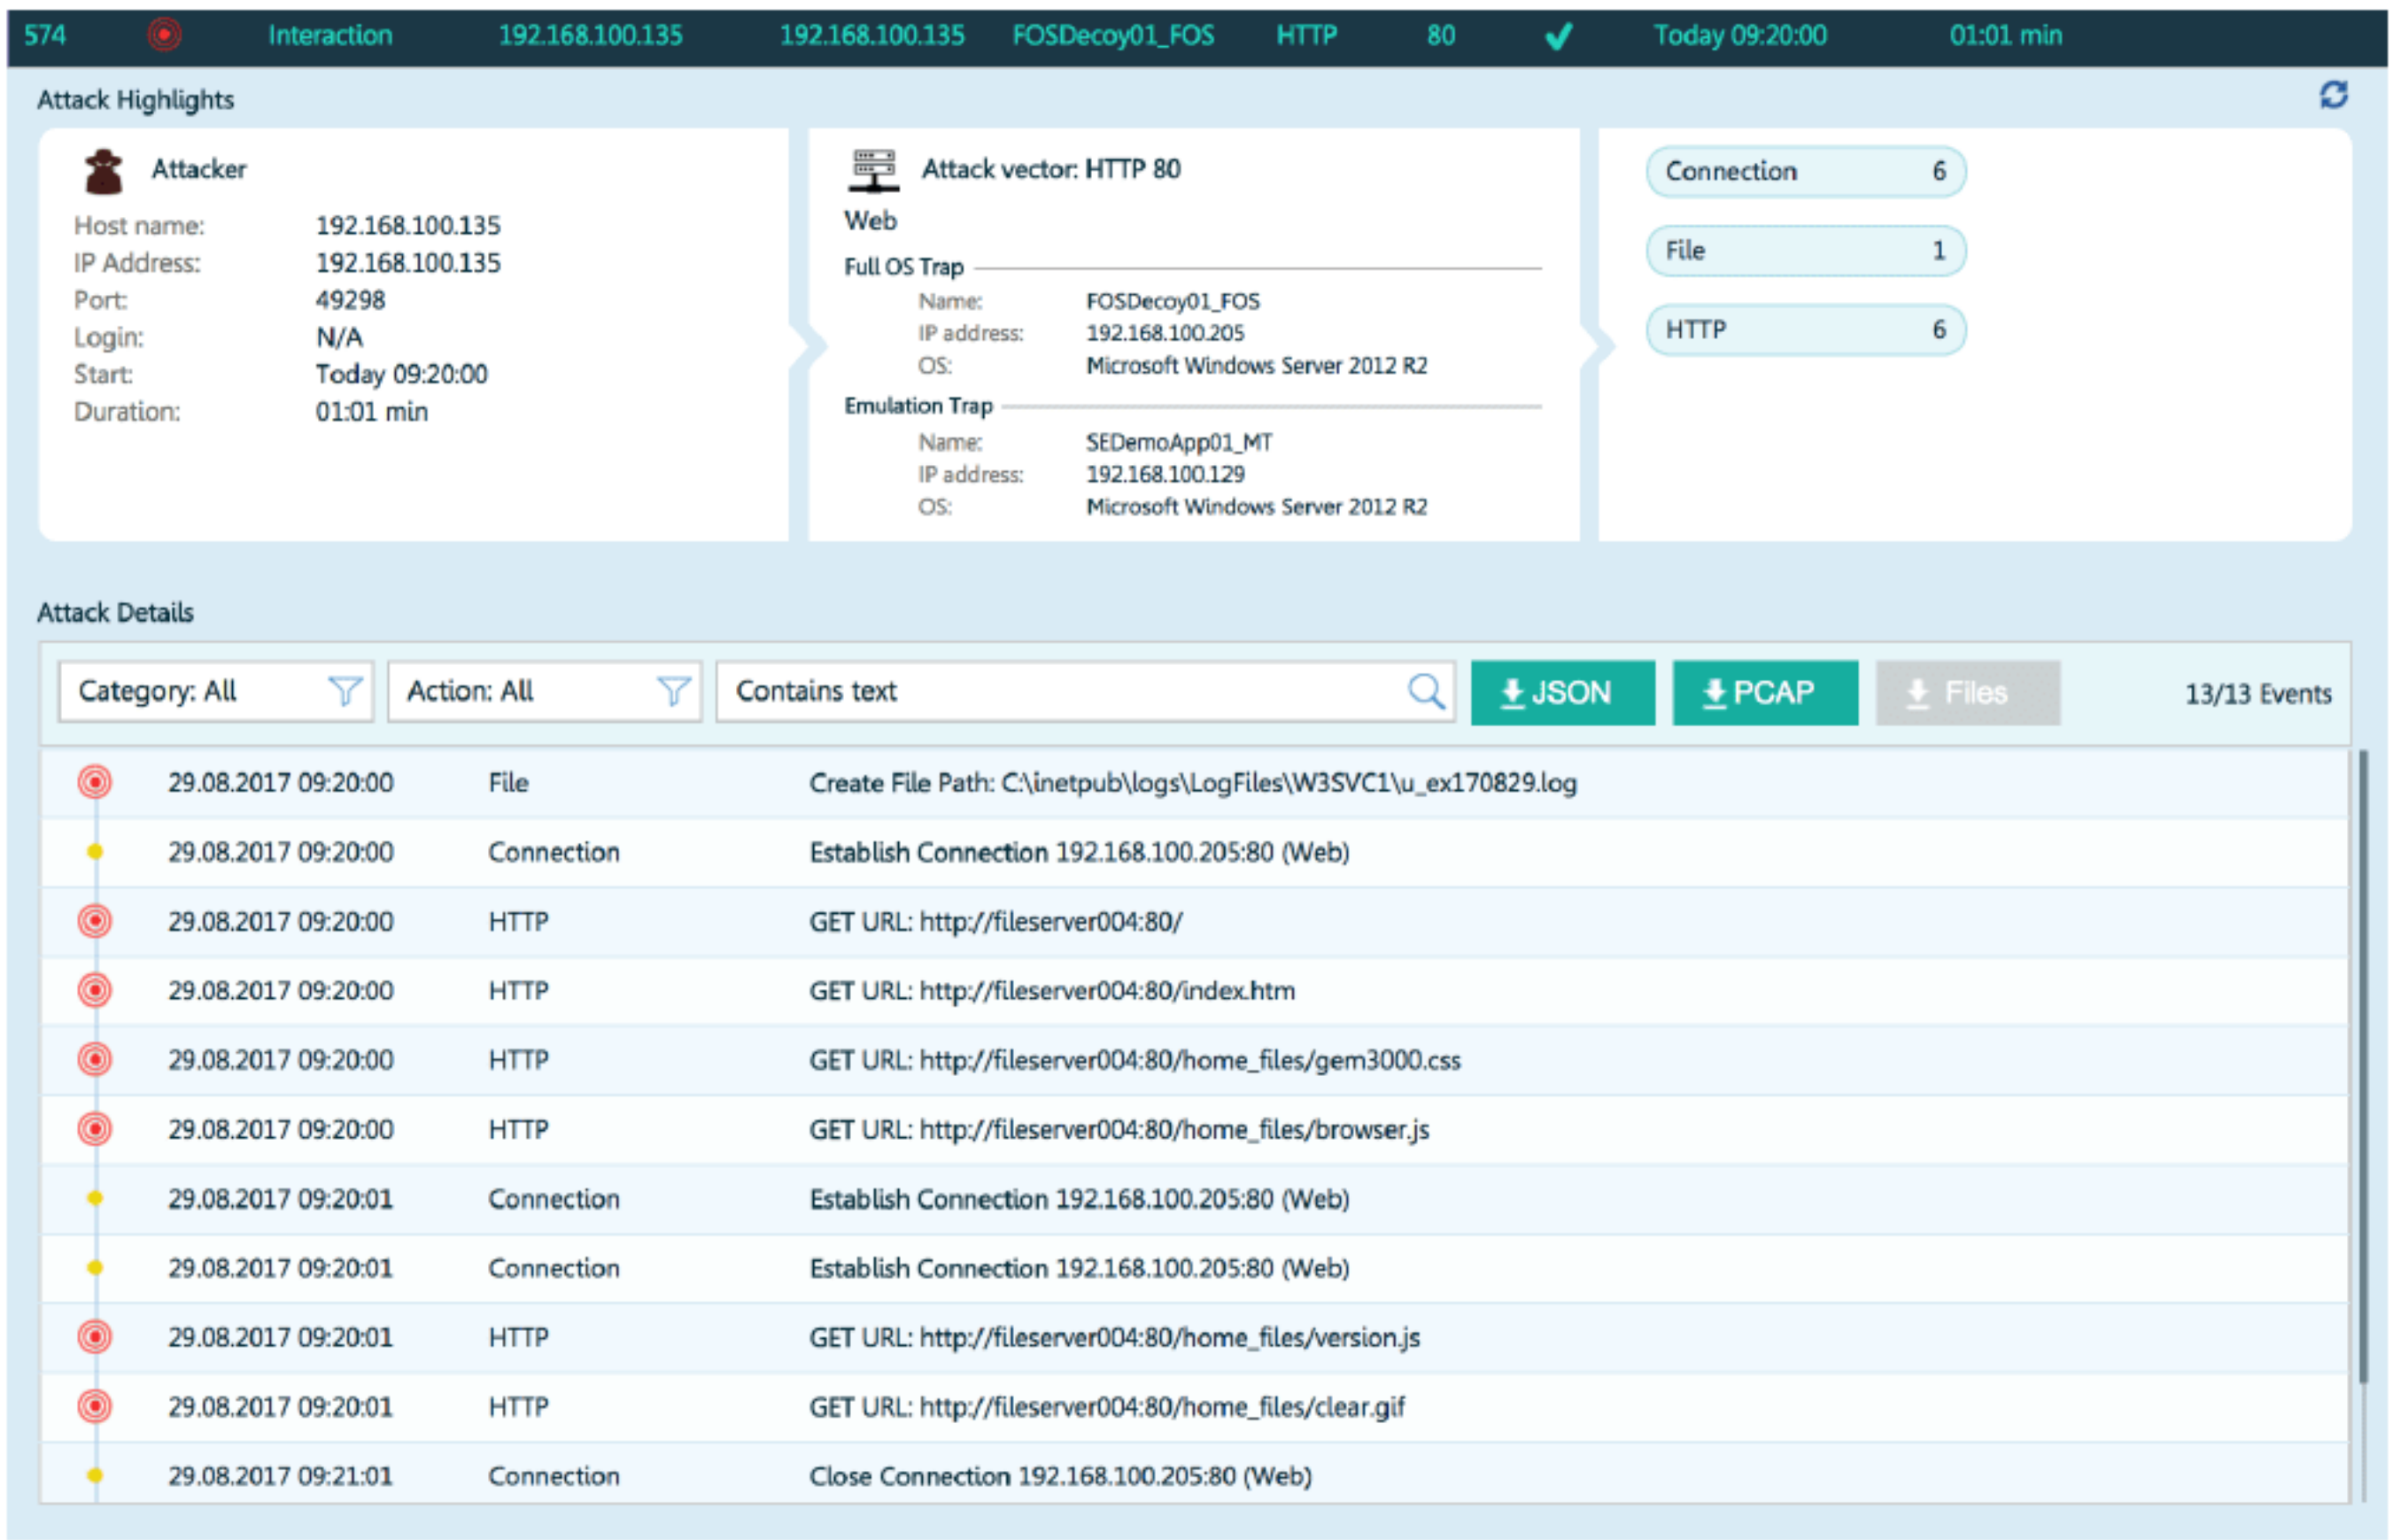 574 Interaction 192.168.100.135 192.168.100.135 FOSDecoy01_FOS HTTP 80 Today 09:20:00 01:01 min
Attack Highlights
Attacker
Host name: 192.168.100.135
IP Address: 192.168.100.135
Port: 49298
Login: N/A
Start: Today 09:20:00
Duration: 01:01 min
Attack vector: HTTP 80
Web
Full OS Trap
Name: FOSDecoy01_FOS
IP address: 192.168.100.205
OS: Microsoft Windows Server 2012 R2
Emulation Trap
Name: SEDemoApp01_MT
IP address: 192.168.100.129
OS: Microsoft Windows Server 2012 R2
Connection 6
File 1
HTTP 6
Attack Details
Category: All Action: All Contains text JSON PCAP Files 13/13 Events
29.08.2017 09:20:00 File Create File Path: C:\inetpub\logs\LogFiles\W3SVC1\u_ex170829.log
29.08.2017 09:20:00 Connection Establish Connection 192.168.100.205:80 (Web)
29.08.2017 09:20:00 HTTP GET URL: http://fileserver004:80/
29.08.2017 09:20:00 HTTP GET URL: http://fileserver004:80/index.htm
29.08.2017 09:20:00 HTTP GET URL: http://fileserver004:80/home_files/gem3000.css
29.08.2017 09:20:00 HTTP GET URL: http://fileserver004:80/home_files/browser.js
29.08.2017 09:20:01 Connection Establish Connection 192.168.100.205:80 (Web)
29.08.2017 09:20:01 Connection Establish Connection 192.168.100.205:80 (Web)
29.08.2017 09:20:01 HTTP GET URL: http://fileserver004:80/home_files/version.js
29.08.2017 09:20:01 HTTP GET URL: http://fileserver004:80/home_files/clear.gif
29.08.2017 09:21:01 Connection Close Connection 192.168.100.205:80 (Web)